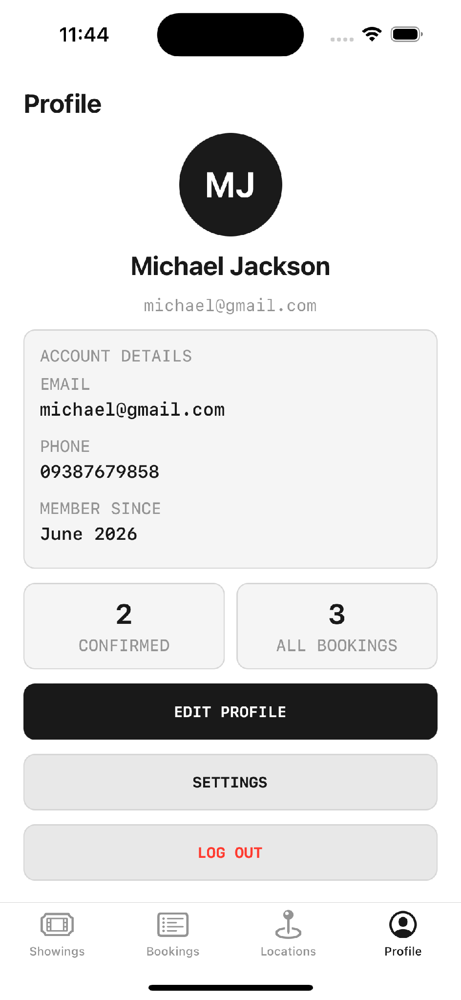 11:44
Profile
MJ
Michael Jackson
michael@gmail.com
ACCOUNT DETAILS
EMAIL
michael@gmail.com
PHONE
09387679858
MEMBER SINCE
June 2026
2
CONFIRMED
3
ALL BOOKINGS
EDIT PROFILE
SETTINGS
LOG OUT
Showings
Bookings
Locations
Profile